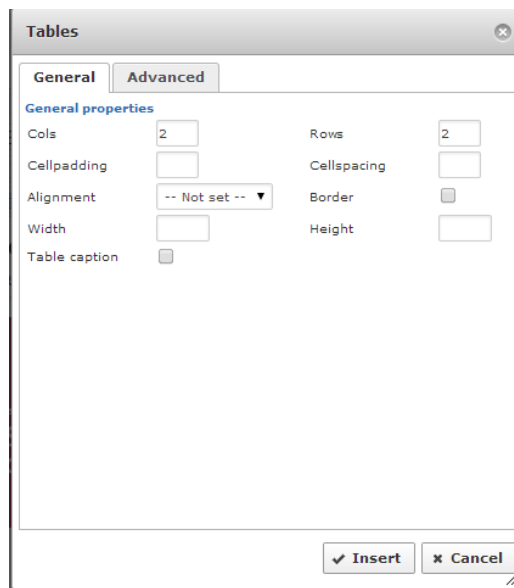 Tables
General Advanced
General properties
Cols 2 Rows 2
Cellpadding Cellspacing
Alignment -- Not set -- Border
Width Height
Table caption
Insert Cancel